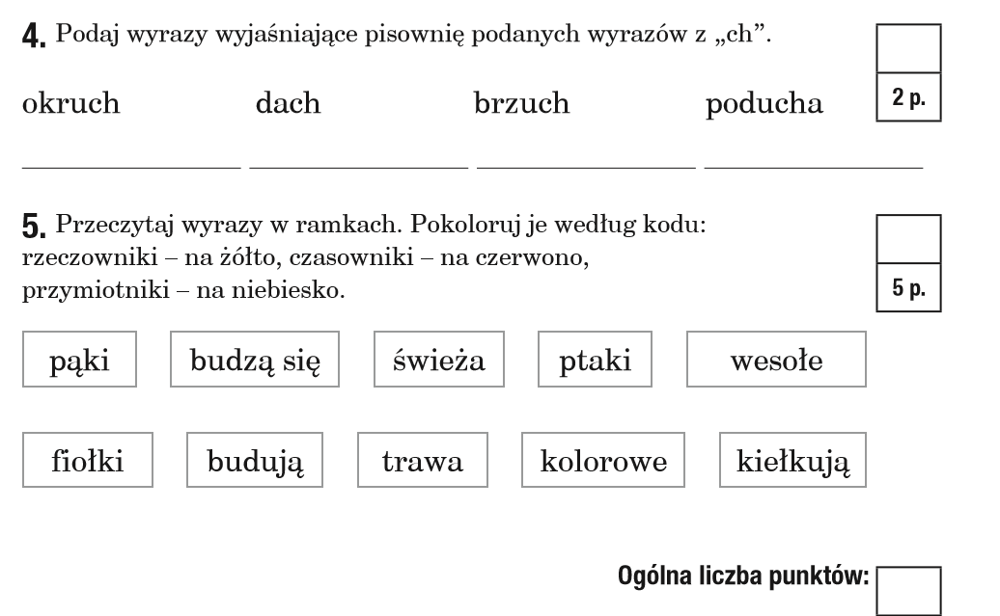 4. Podaj wyrazy wyjaśniające pisownię podanych wyrazów z „ch”.
okruch dach brzuch poducha
2 p.
5. Przeczytaj wyrazy w ramkach. Pokoloruj je według kodu:
rzeczowniki – na żółto, czasowniki – na czerwono,
przymiotniki – na niebiesko.
5 p.
pąki budzą się świeża ptaki wesołe
fiołki budują trawa kolorowe kiełkują
Ogólna liczba punktów: